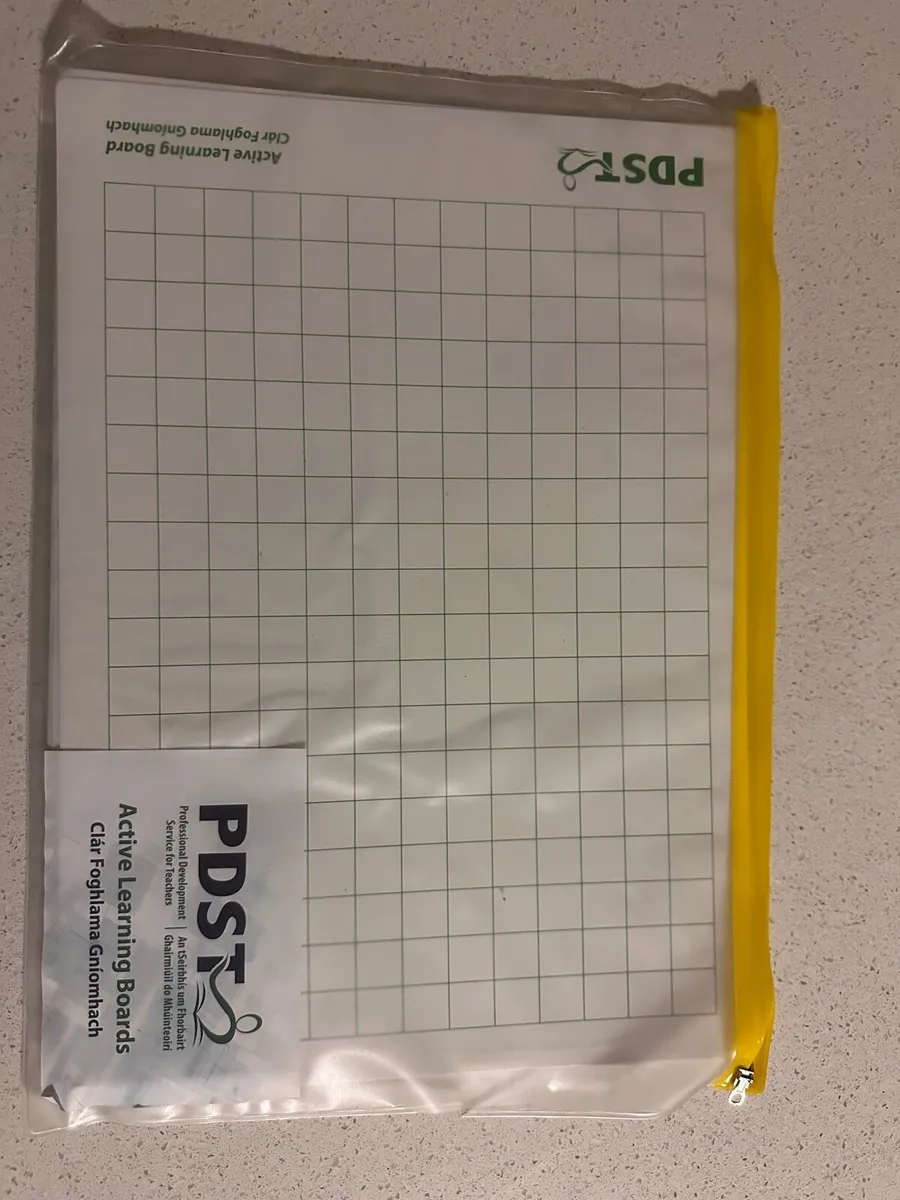 PDST
Active Learning Board
Clár Foghlama Gníomhach
PDST
Professional Development | An tSeirbhís um Fhorbairt
Service for Teachers | Ghairmiúil do Mhúinteoirí
Active Learning Boards
Clár Foghlama Gníomhach